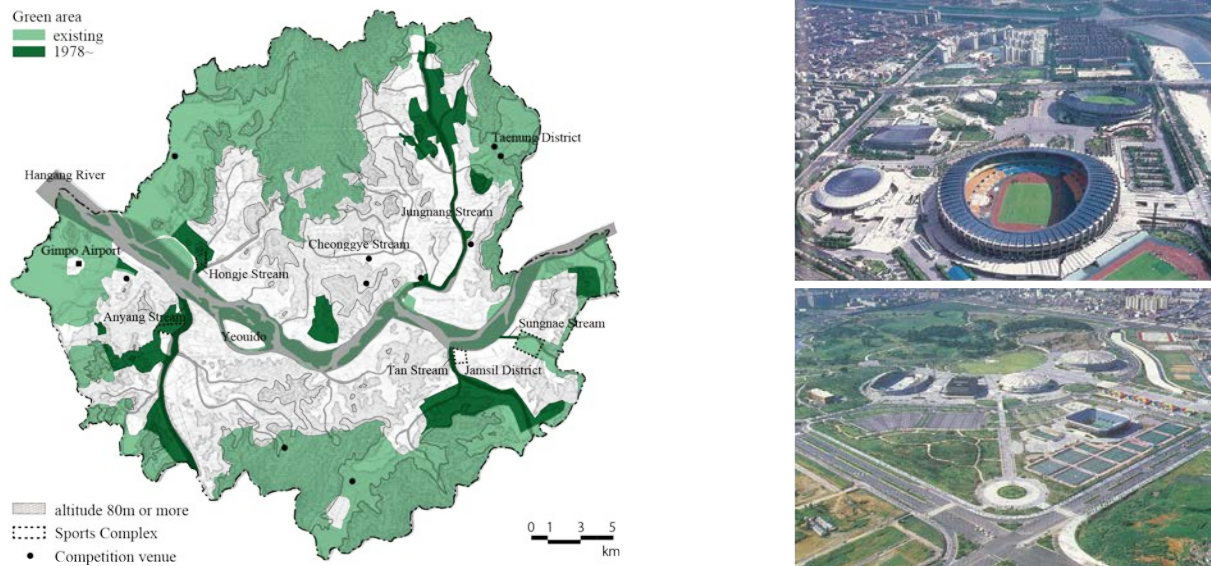 Green area
existing
1978~
Taenung District
Hangang River
Jungnang Stream
Gimpo Airport
Cheonggye Stream
Hongje Stream
Anyang Stream
Yeouido
Sungnae Stream
Tan Stream
Jamsil District
altitude 80m or more
Sports Complex
Competition venue
0 1 3 5
km